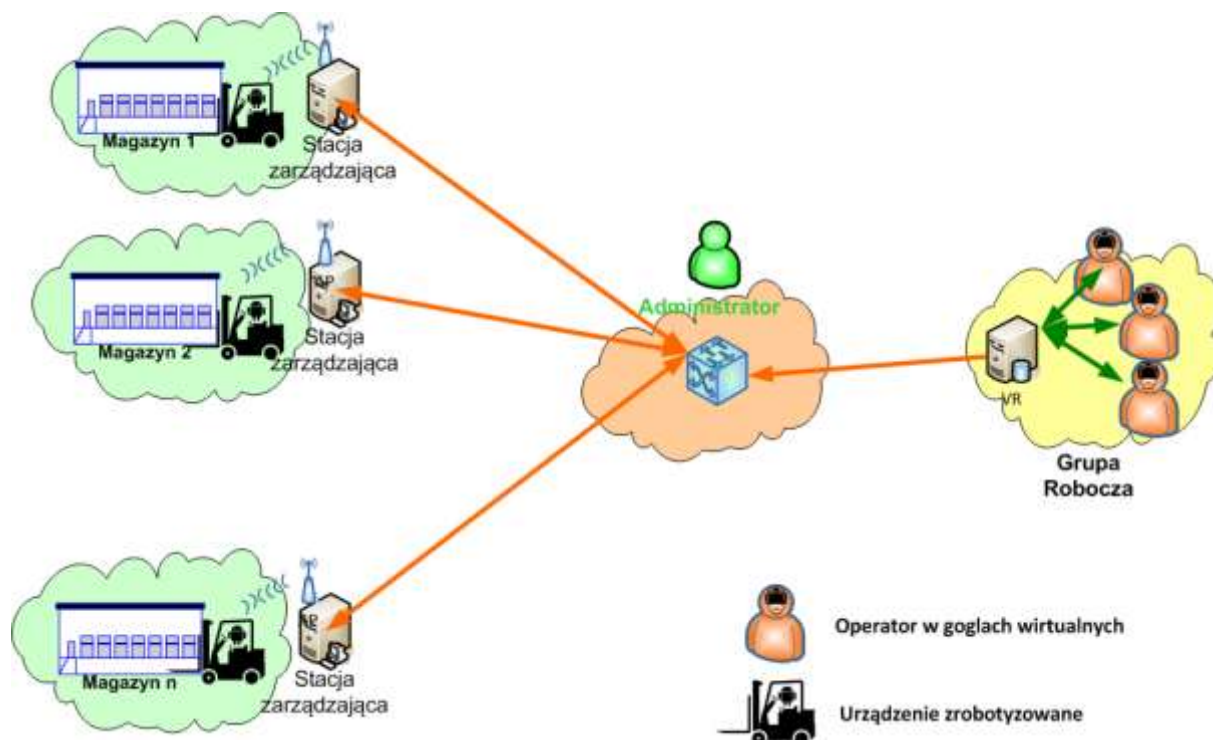 Magazyn 1
Stacja
zarządzająca
Magazyn 2
Stacja
zarządzająca
Administrator
VR
Grupa
Robocza
Magazyn n
Stacja
zarządzająca
Operator w goglach wirtualnych
Urządzenie zrobotyzowane